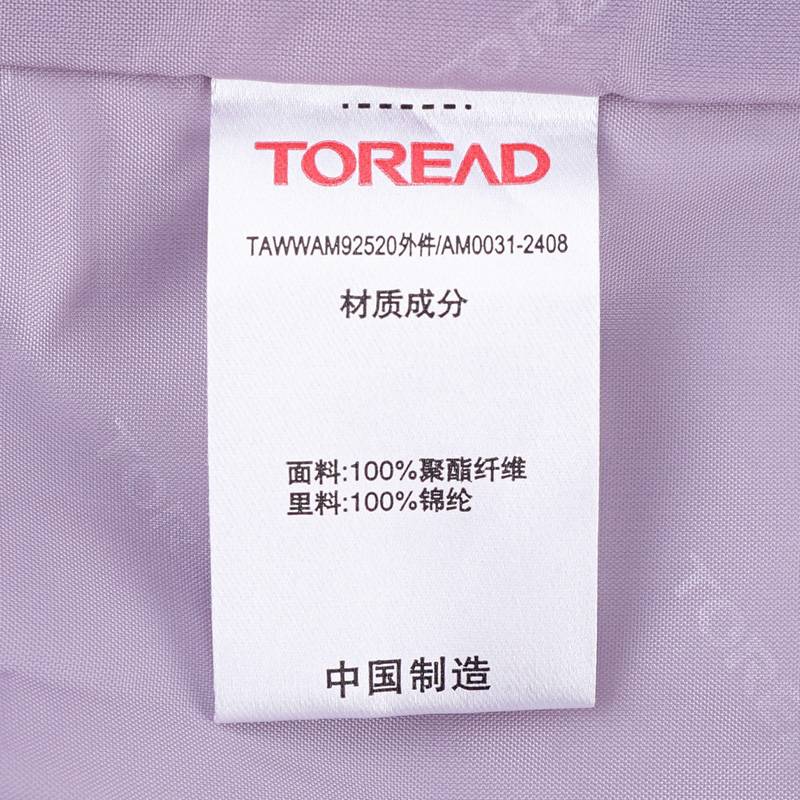 TOREAD
TAWWAM92520外件/AM0031-2408
材质成分
面料:100%聚酯纤维
里料:100%锦纶
中国制造